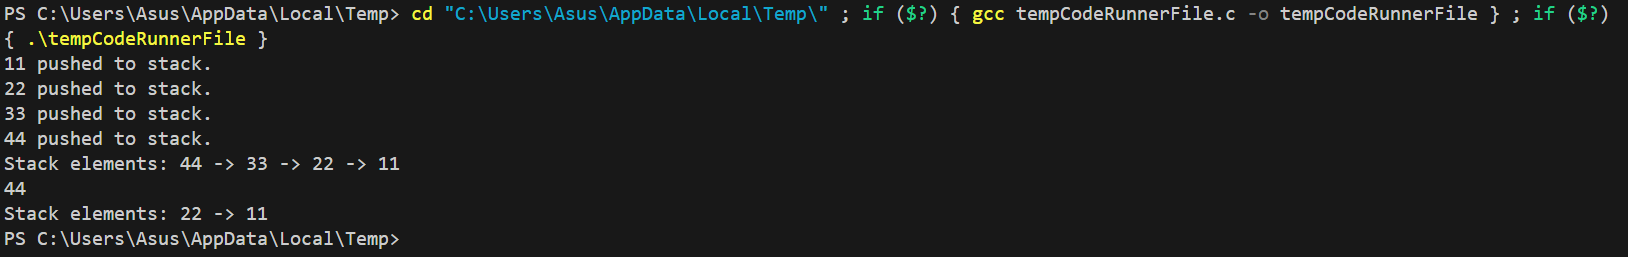 PS C:\Users\Asus\AppData\Local\Temp> cd "C:\Users\Asus\AppData\Local\Temp\" ; if ($?) { gcc tempCodeRunnerFile.c -o tempCodeRunnerFile } ; if ($?)
{ .\tempCodeRunnerFile }
11 pushed to stack.
22 pushed to stack.
33 pushed to stack.
44 pushed to stack.
Stack elements: 44 -> 33 -> 22 -> 11
44
Stack elements: 22 -> 11
PS C:\Users\Asus\AppData\Local\Temp>